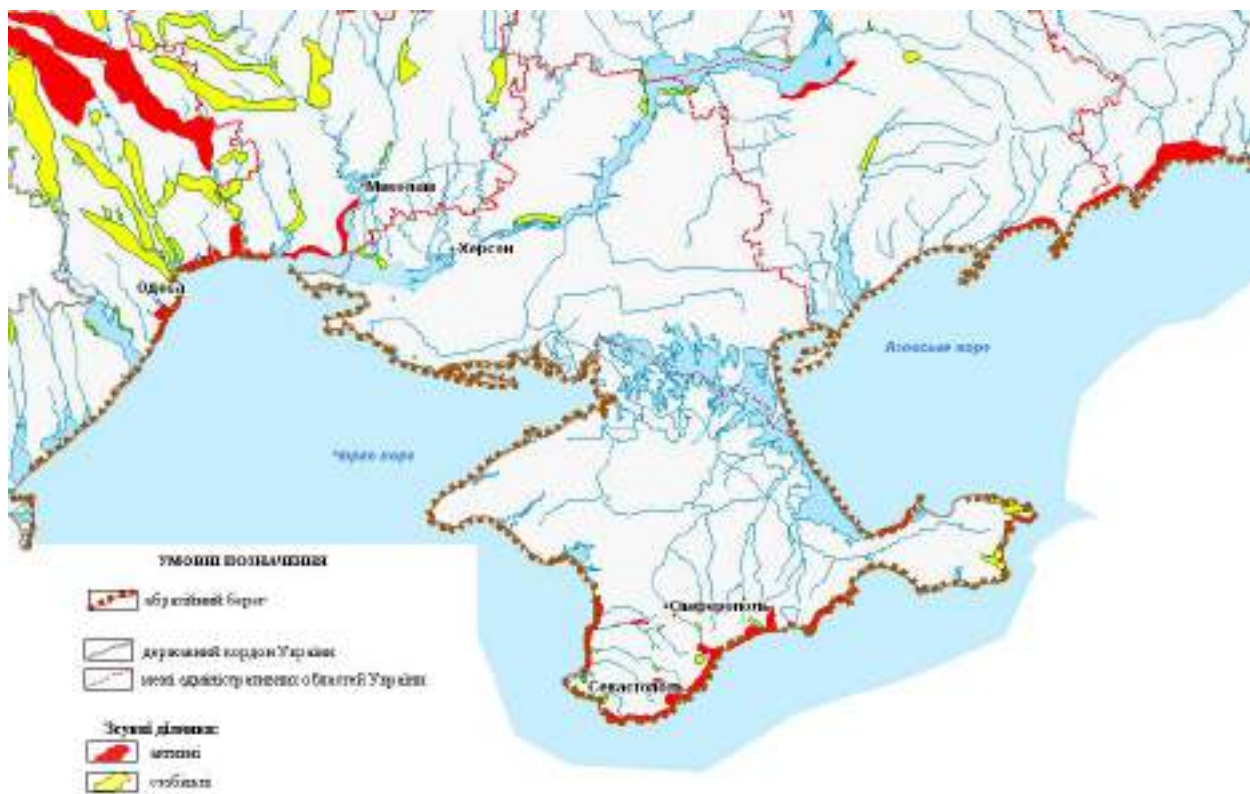 Миколаїв
Херсон
Одеса
Азовське море
Чорне море
УМОВНІ ПОЗНАЧЕННЯ
абразійний берег
Сімферополь
державний кордон України
межі адміністративних областей України
Севастополь
Зсувні ділянки:
активні
стабільні